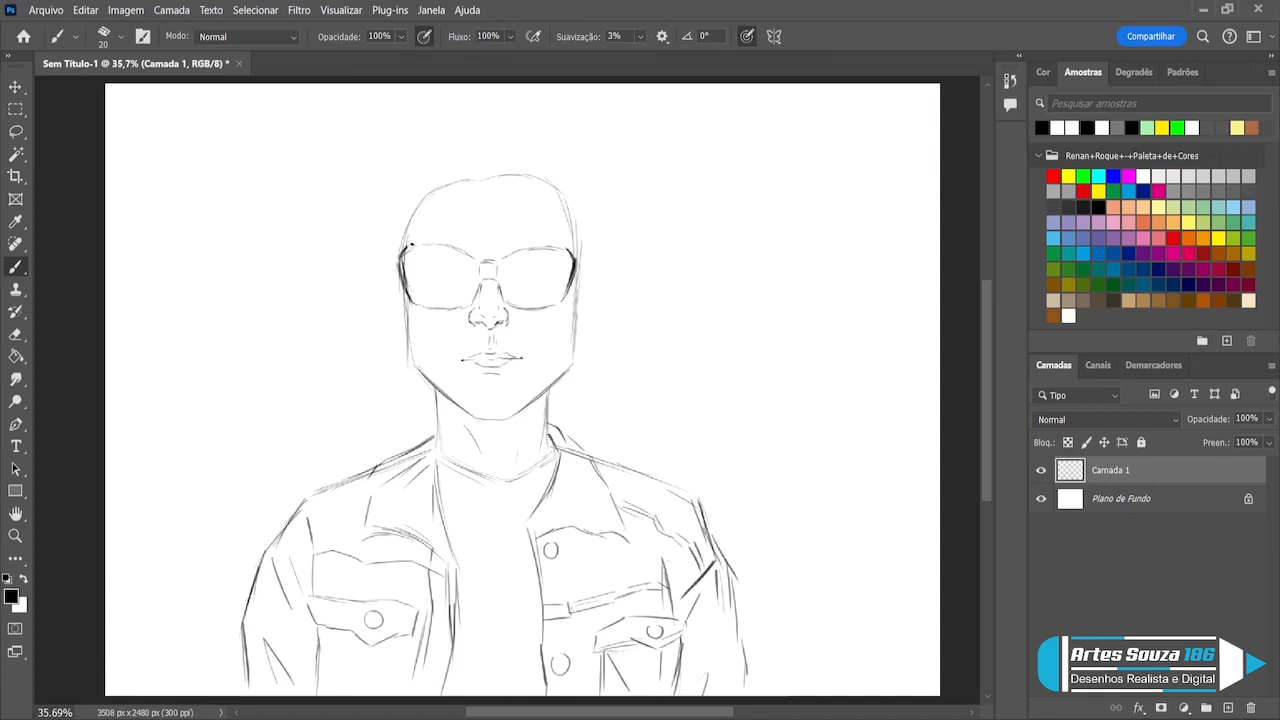 Ps Arquivo Editar Imagem Camada Texto Selecionar Filtro Visualizar Plug-ins Janela Ajuda
20 Modo: Normal Opacidade: 100% Fluxo: 100% Suavização: 3% 0° Compartilhar
Sem Título-1 @ 35,7% (Camada 1, RGB/8) *
Cor Amostras Degradês Padrões
Pesquisar amostras
Renan+Roque+-+Paleta+de+Cores
Camadas Canais Demarcadores
Tipo
Normal Opacidade: 100%
Bloq.: Preen.: 100%
Camada 1
Plano de Fundo
Artes Souza 18G
Desenhos Realista e Digital
35.69% 3508 px x 2480 px (300 ppi)